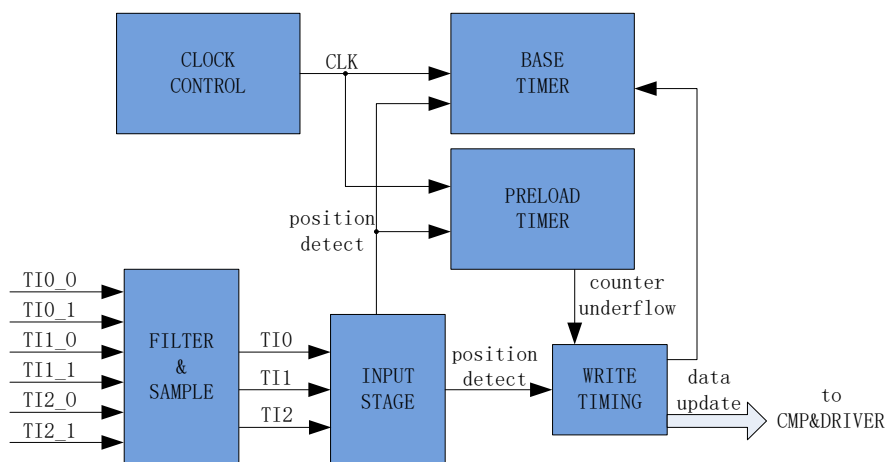 CLOCK
CONTROL
CLK
BASE
TIMER
PRELOAD
TIMER
position
detect
counter
underflow
TI0_0
TI0_1
TI1_0
TI1_1
TI2_0
TI2_1
FILTER
&
SAMPLE
TI0
TI1
TI2
INPUT
STAGE
position
detect
WRITE
TIMING
data
update
to
CMP&DRIVER